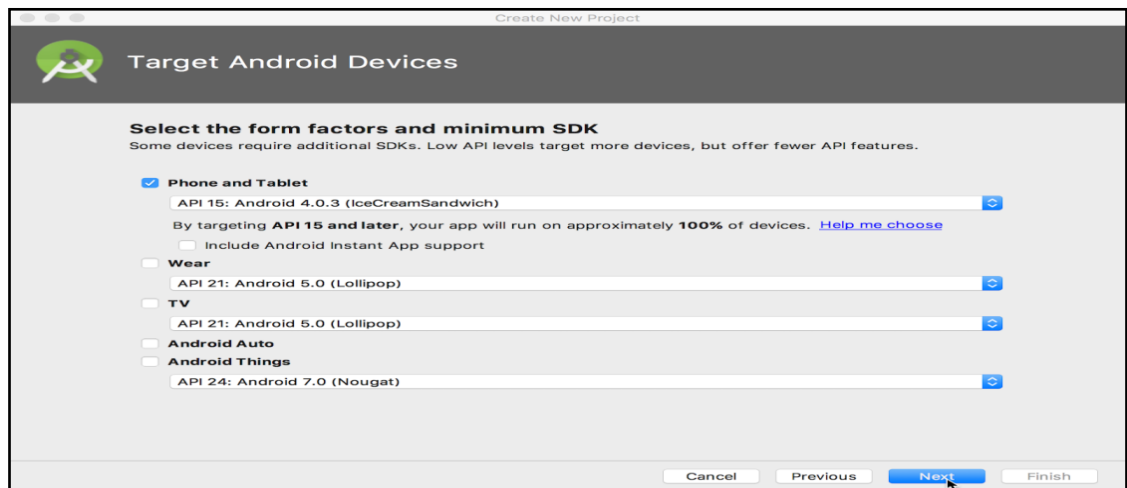 Create New Project
Target Android Devices
Select the form factors and minimum SDK
Some devices require additional SDKs. Low API levels target more devices, but offer fewer API features.
Phone and Tablet
API 15: Android 4.0.3 (IceCreamSandwich)
By targeting API 15 and later, your app will run on approximately 100% of devices. Help me choose
Include Android Instant App support
Wear
API 21: Android 5.0 (Lollipop)
TV
API 21: Android 5.0 (Lollipop)
Android Auto
Android Things
API 24: Android 7.0 (Nougat)
Cancel Previous Next Finish